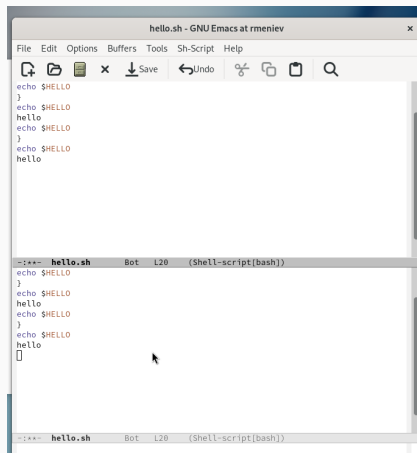 hello.sh - GNU Emacs at rmeniev ×
File Edit Options Buffers Tools Sh-Script Help
Save Undo
echo $HELLO
}
echo $HELLO
hello
echo $HELLO
}
echo $HELLO
hello
-:**- hello.sh Bot L20 (Shell-script[bash])
echo $HELLO
}
echo $HELLO
hello
echo $HELLO
}
echo $HELLO
hello
-:**- hello.sh Bot L20 (Shell-script[bash])